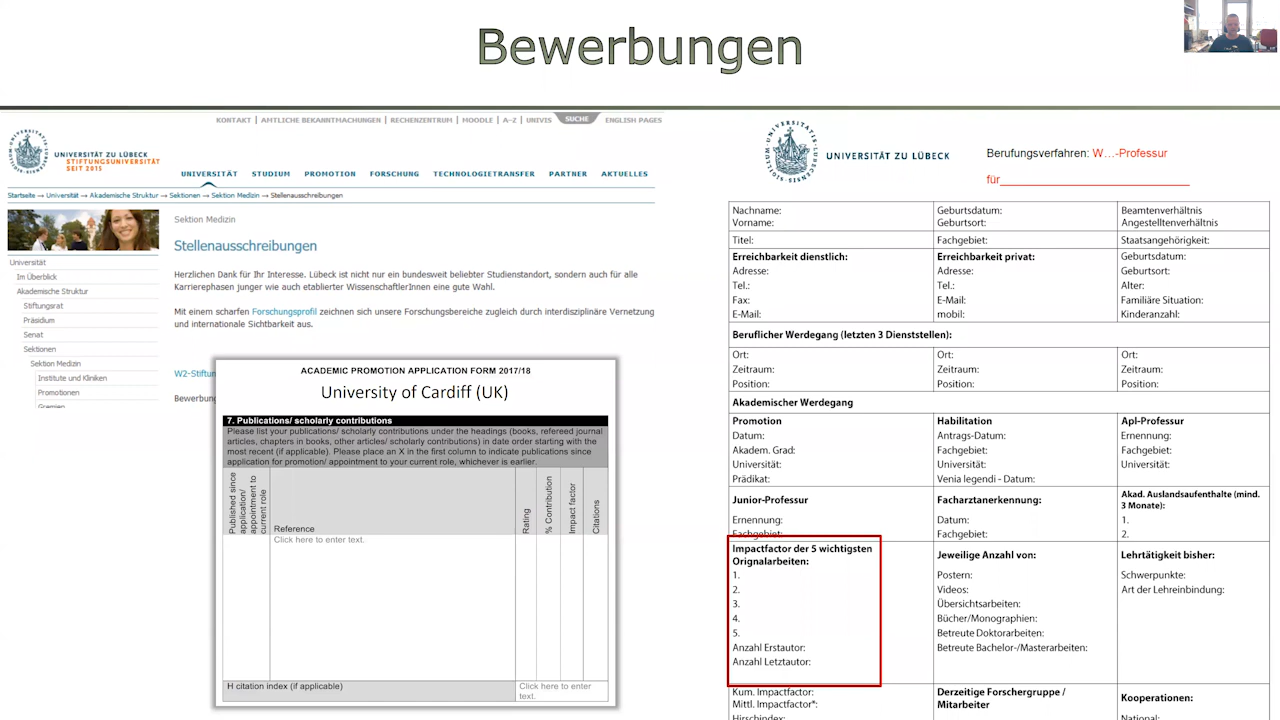 Bewerbungen
KONTAKT | AMTLICHE BEKANNTMACHUNGEN | RECHENZENTRUM | MOODLE | A-Z | UNIVIS SUCHE ENGLISH PAGES
UNIVERSITÄT ZU LÜBECK
STIFTUNGSUNIVERSITÄT
SEIT 2015
UNIVERSITÄT STUDIUM PROMOTION FORSCHUNG TECHNOLOGIETRANSFER PARTNER AKTUELLES
Startseite → Universität → Akademische Struktur → Sektionen → Sektion Medizin → Stellenausschreibungen
Universität
Im Überblick
Akademische Struktur
Stiftungsrat
Präsidium
Senat
Sektionen
Sektion Medizin
Institute und Kliniken
Promotionen
Gremien
Sektion Medizin
Stellenausschreibungen
Herzlichen Dank für Ihr Interesse. Lübeck ist nicht nur ein bundesweit beliebter Studienstandort, sondern auch für alle
Karrierephasen junger wie auch etablierter WissenschaftlerInnen eine gute Wahl.
Mit einem scharfen Forschungsprofil zeichnen sich unsere Forschungsbereiche zugleich durch interdisziplinäre Vernetzung
und internationale Sichtbarkeit aus.
W2-Stiftun
Bewerbung
ACADEMIC PROMOTION APPLICATION FORM 2017/18
University of Cardiff (UK)
7. Publications/ scholarly contributions
Please list your publications/ scholarly contributions under the headings (books, refereed journal
articles, chapters in books, other articles/ scholarly contributions) in date order starting with the
most recent (if applicable). Please place an X in the first column to indicate publications since
application for promotion/ appointment to your current role, whichever is earlier.
Published since
application/
appointment to
current role
Reference
Rating
% Contribution
Impact factor
Citations
Click here to enter text.
H citation index (if applicable)
Click here to enter
text.
UNIVERSITÄT ZU LÜBECK
Berufungsverfahren: W…-Professur
für
Nachname: Geburtsdatum: Beamtenverhältnis
Vorname: Geburtsort: Angestelltenverhältnis
Titel: Fachgebiet: Staatsangehörigkeit:
Erreichbarkeit dienstlich: Erreichbarkeit privat: Geburtsdatum:
Adresse: Adresse: Geburtsort:
Tel.: Tel.: Alter:
Fax: E-Mail: Familiäre Situation:
E-Mail: mobil: Kinderanzahl:
Beruflicher Werdegang (letzten 3 Dienststellen):
Ort: Ort: Ort:
Zeitraum: Zeitraum: Zeitraum:
Position: Position: Position:
Akademischer Werdegang
Promotion Habilitation Apl-Professur
Datum: Antrags-Datum: Ernennung:
Akadem. Grad: Fachgebiet: Fachgebiet:
Universität: Universität: Universität:
Prädikat: Venia legendi - Datum:
Junior-Professur Facharztanerkennung: Akad. Auslandsaufenthalte (mind.
3 Monate):
Ernennung: Datum: 1.
Fachgebiet: Fachgebiet: 2.
Impactfactor der 5 wichtigsten
Orignalarbeiten:
1.
2.
3.
4.
5.
Anzahl Erstautor:
Anzahl Letztautor:
Jeweilige Anzahl von:
Postern:
Videos:
Übersichtsarbeiten:
Bücher/Monographien:
Betreute Doktorarbeiten:
Betreute Bachelor-/Masterarbeiten:
Lehrtätigkeit bisher:
Schwerpunkte:
Art der Lehreinbindung:
Kum. Impactfactor:
Mittl. Impactfactor*:
Hirschindex:
Derzeitige Forschergruppe /
Mitarbeiter
Kooperationen:
National: